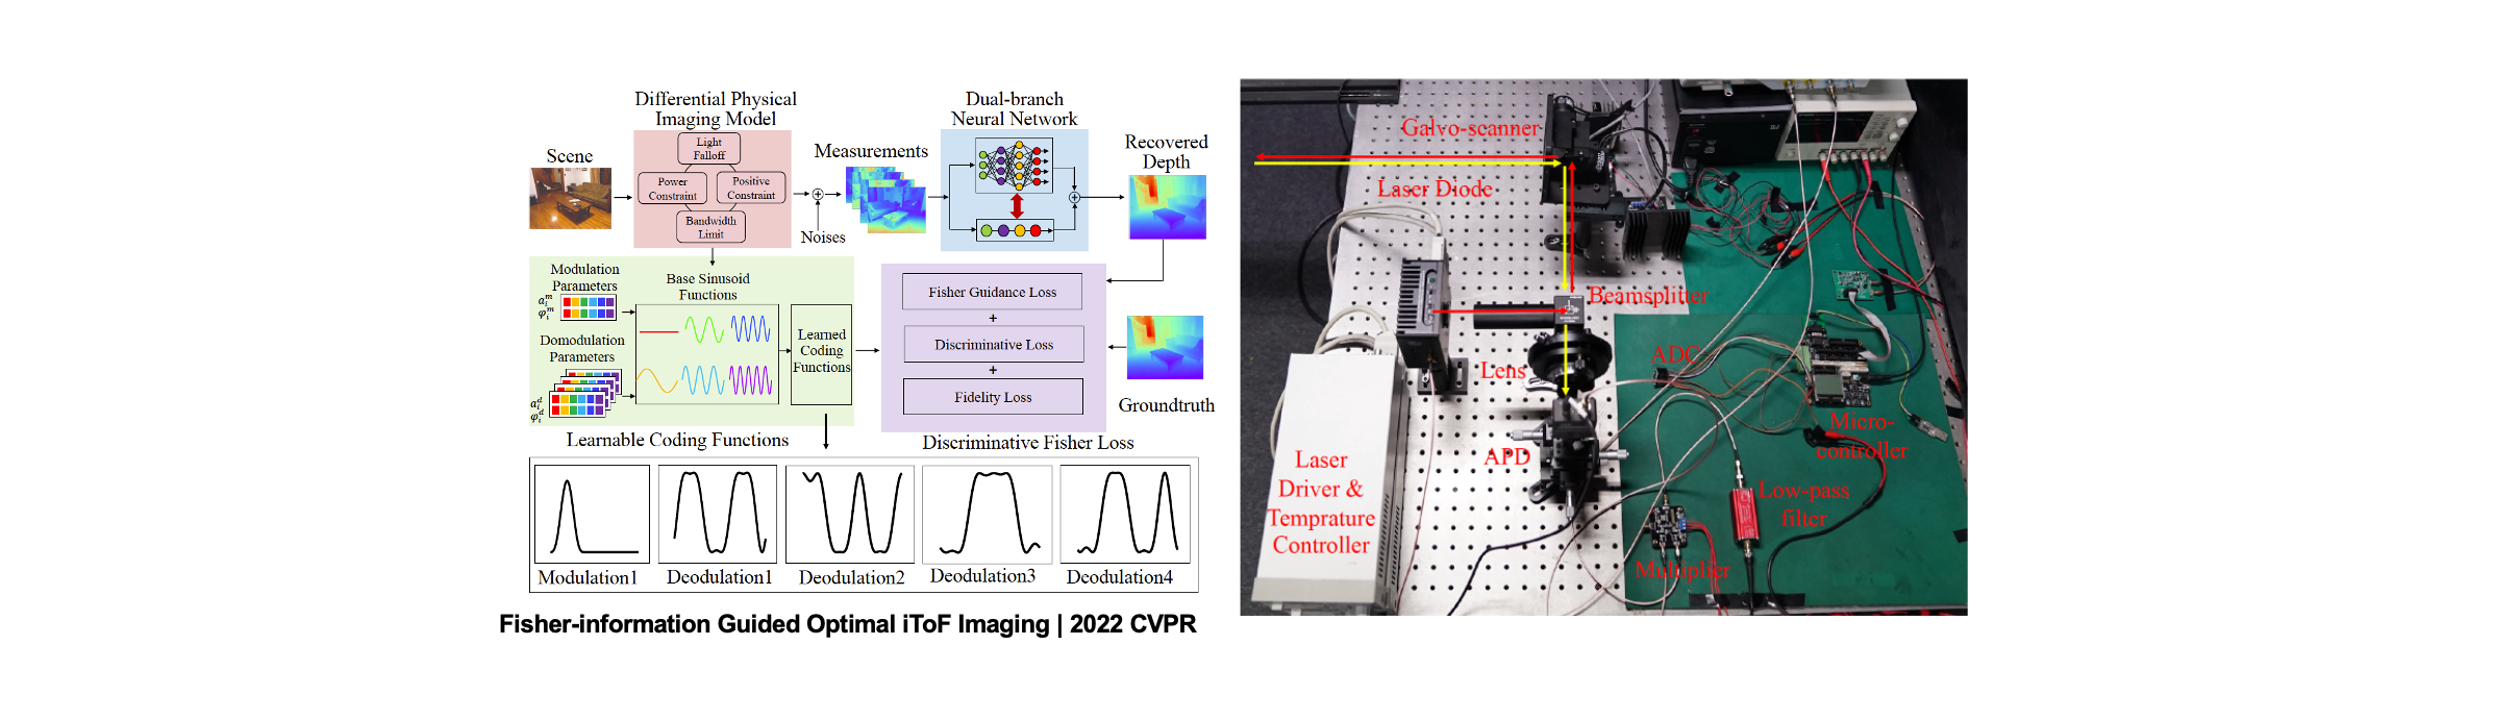 Differential Physical
Imaging Model
Light
Falloff
Power
Constraint
Positive
Constraint
Bandwidth
Limit
Scene
Noises
Measurements
Dual-branch
Neural Network
Recovered
Depth
Modulation
Parameters
a_i^m
φ_i^m
Domodulation
Parameters
a_i^d
φ_i^d
Base Sinusoid
Functions
Learned
Coding
Functions
Learnable Coding Functions
Fisher Guidance Loss
+
Discriminative Loss
+
Fidelity Loss
Discriminative Fisher Loss
Groundtruth
Modulation1
Deodulation1
Deodulation2
Deodulation3
Deodulation4
Fisher-information Guided Optimal iToF Imaging | 2022 CVPR
Galvo-scanner
Laser Diode
Beamsplitter
ADC
Lens
Micro-
controller
APD
Laser
Driver &
Temprature
Controller
Low-pass
filter
Multiplier